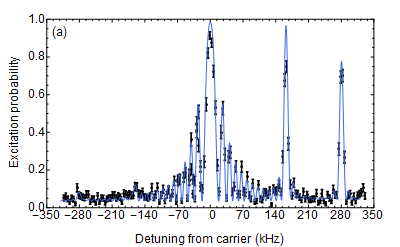 (a)
Excitation probability
1.0
0.8
0.6
0.4
0.2
0.0
−350 −280 −210 −140 −70 0 70 140 210 280 350
Detuning from carrier (kHz)